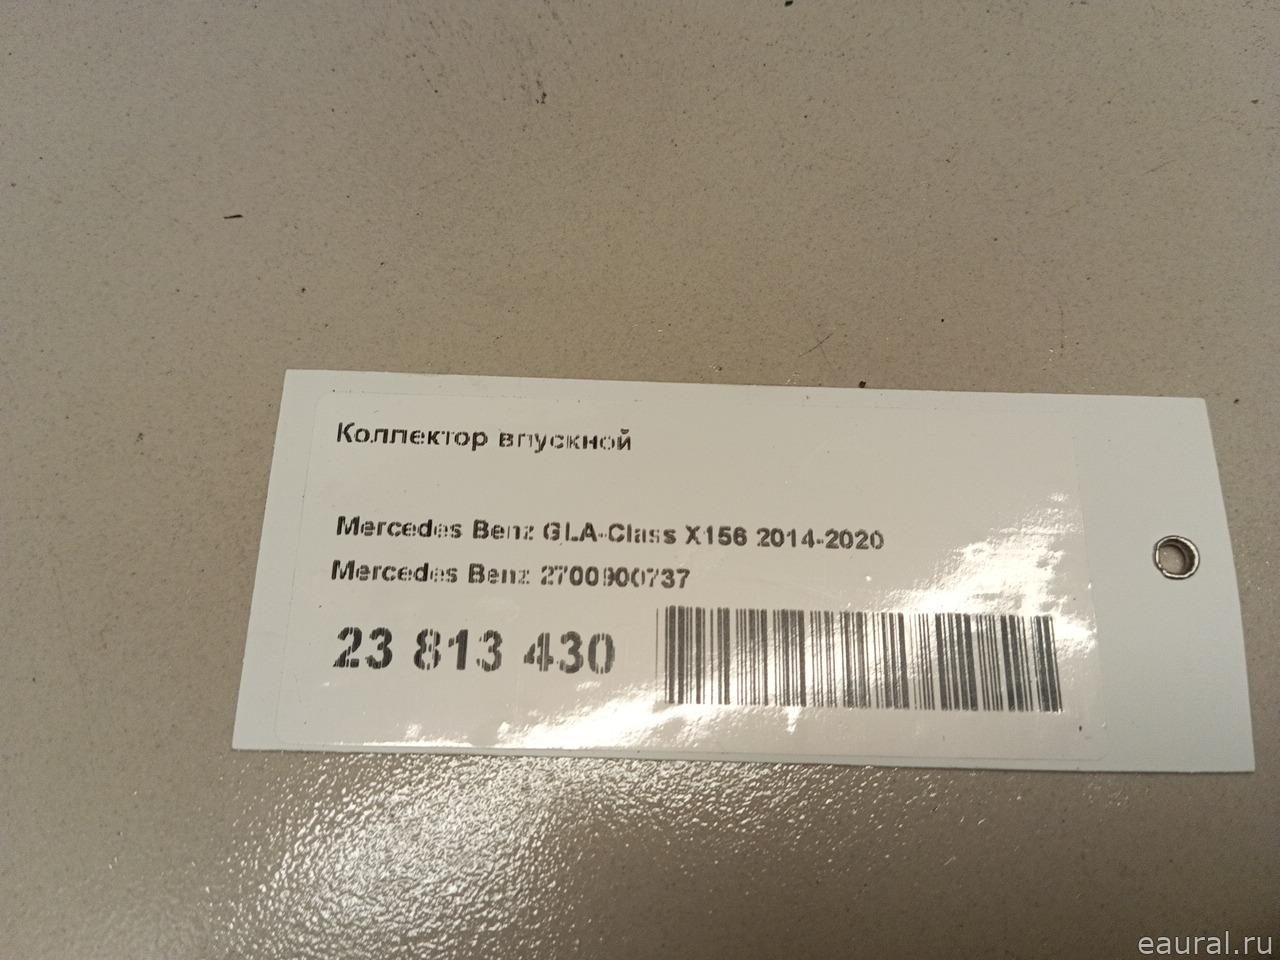 Коллектор впускной
Mercedes Benz GLA-Class X156 2014-2020
Mercedes Benz 2700900737
23 813 430
eaural.ru